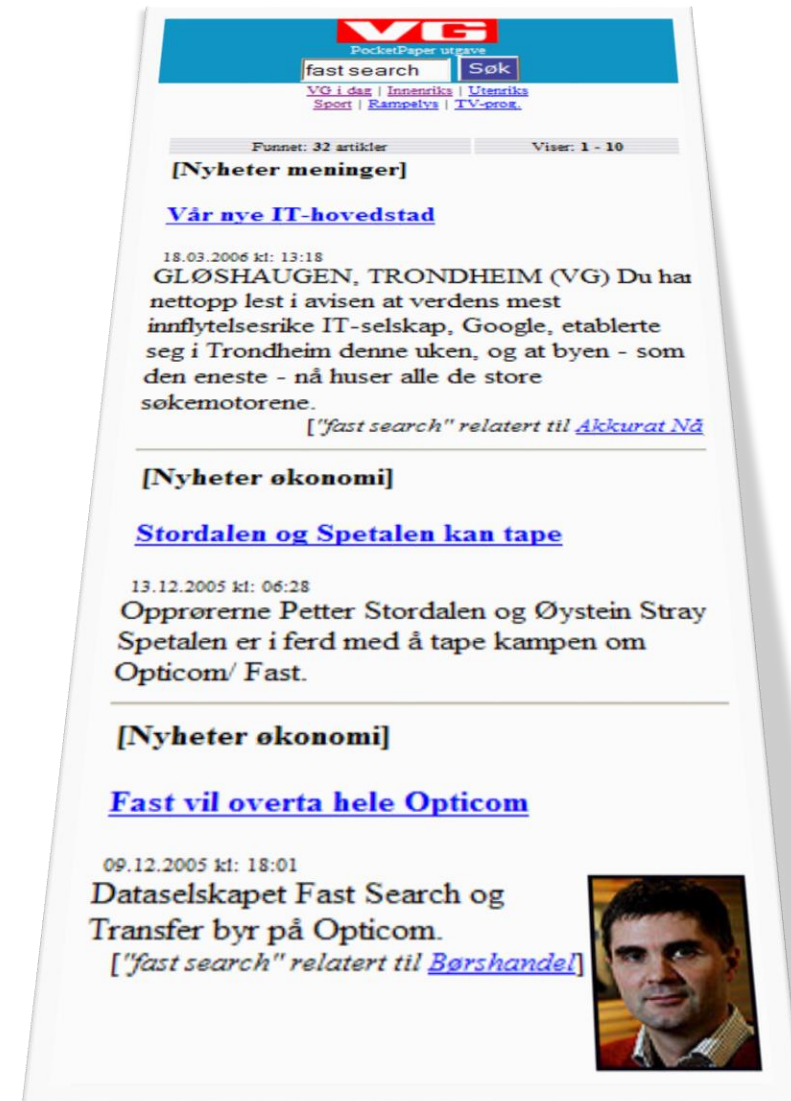 VG
PocketPaper utgave
fast search Søk
VG i dag | Innenriks | Utenriks
Sport | Rampelys | TV-prog.
Funnet: 32 artikler Viser: 1 - 10
[Nyheter meninger]
Vår nye IT-hovedstad
18.03.2006 kl: 13:18
GLØSHAUGEN, TRONDHEIM (VG) Du har
nettopp lest i avisen at verdens mest
innflytelsesrike IT-selskap, Google, etablerte
seg i Trondheim denne uken, og at byen - som
den eneste - nå huser alle de store
søkemotorene.
["fast search" relatert til Akkurat Nå
[Nyheter økonomi]
Stordalen og Spetalen kan tape
13.12.2005 kl: 06:28
Opprørerne Petter Stordalen og Øystein Stray
Spetalen er i ferd med å tape kampen om
Opticom/ Fast.
[Nyheter økonomi]
Fast vil overta hele Opticom
09.12.2005 kl: 18:01
Dataselskapet Fast Search og
Transfer byr på Opticom.
["fast search" relatert til Børshandel]